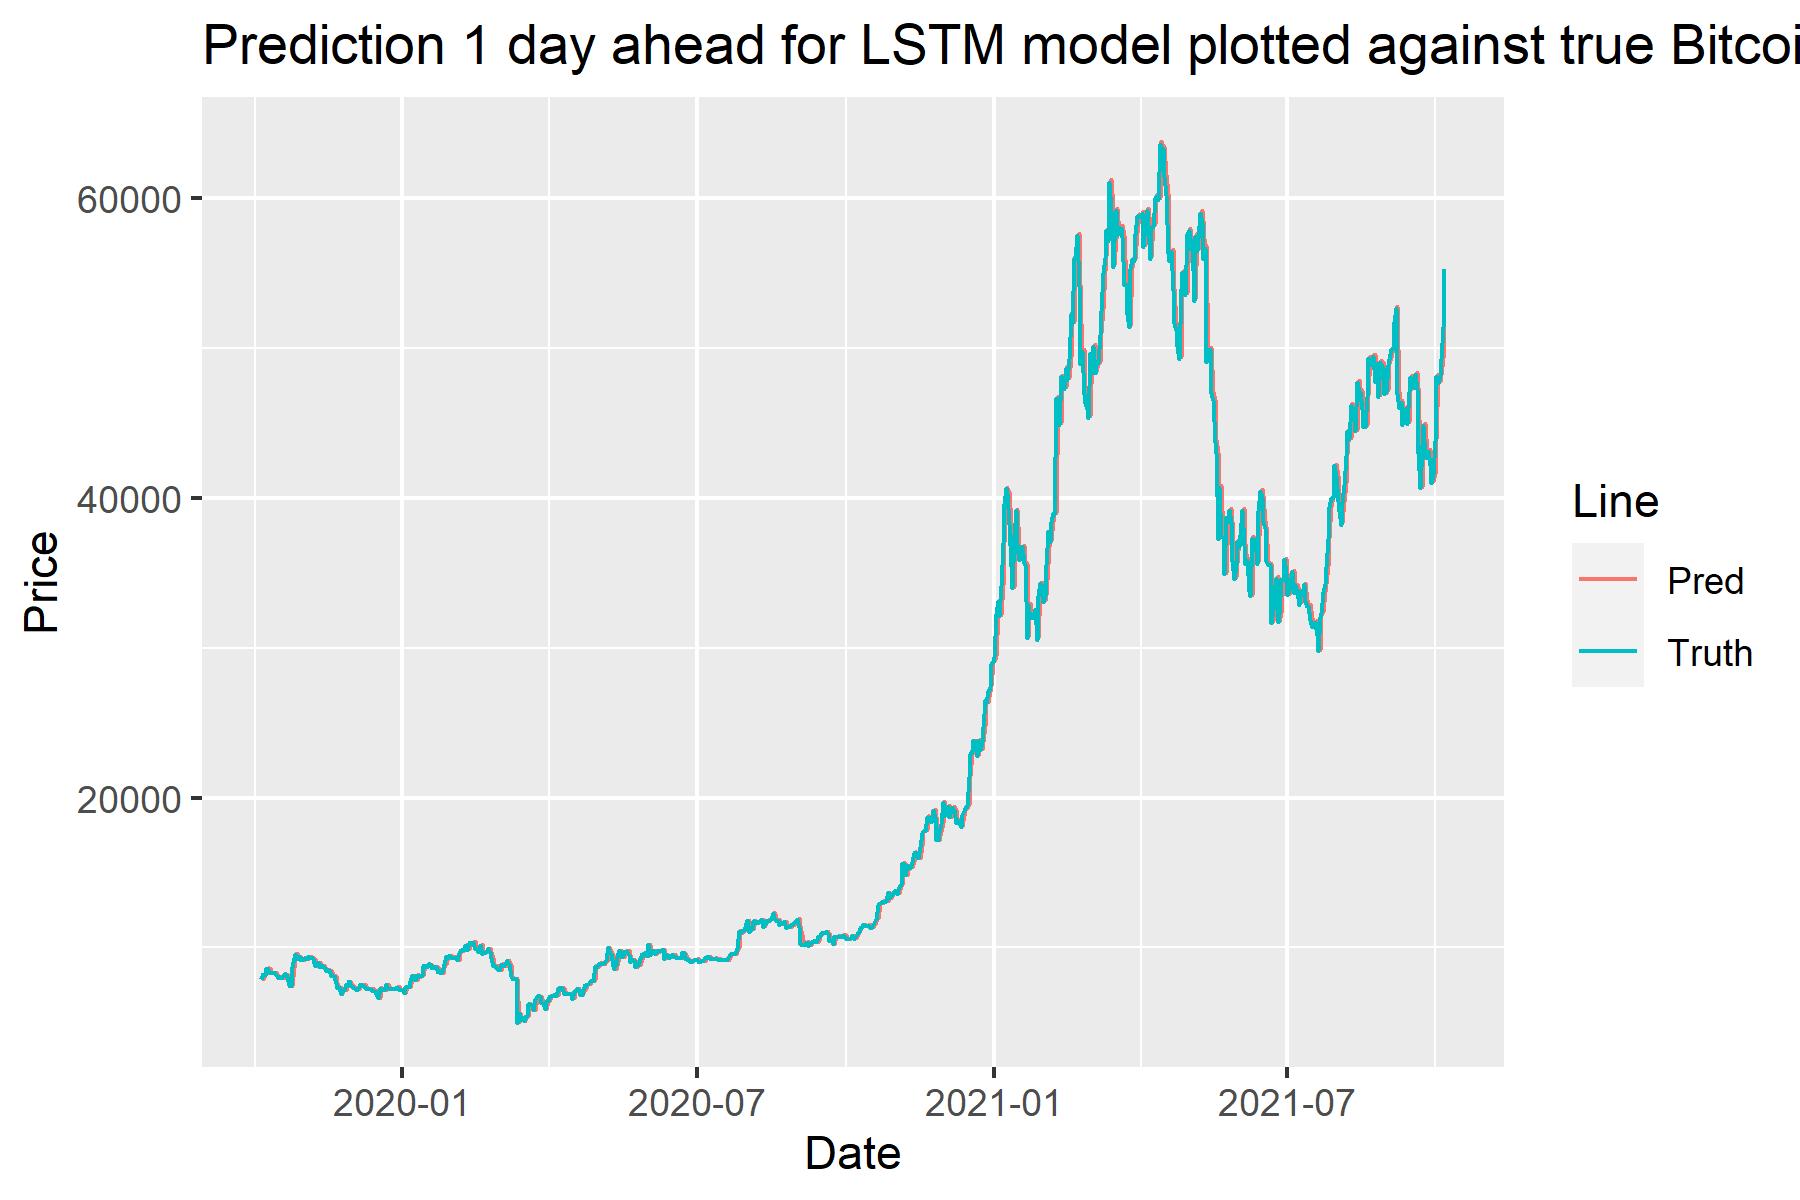 Prediction 1 day ahead for LSTM model plotted against true Bitcoi
60000
40000
20000
Price
2020-01
2020-07
2021-01
2021-07
Date
Line
Pred
Truth